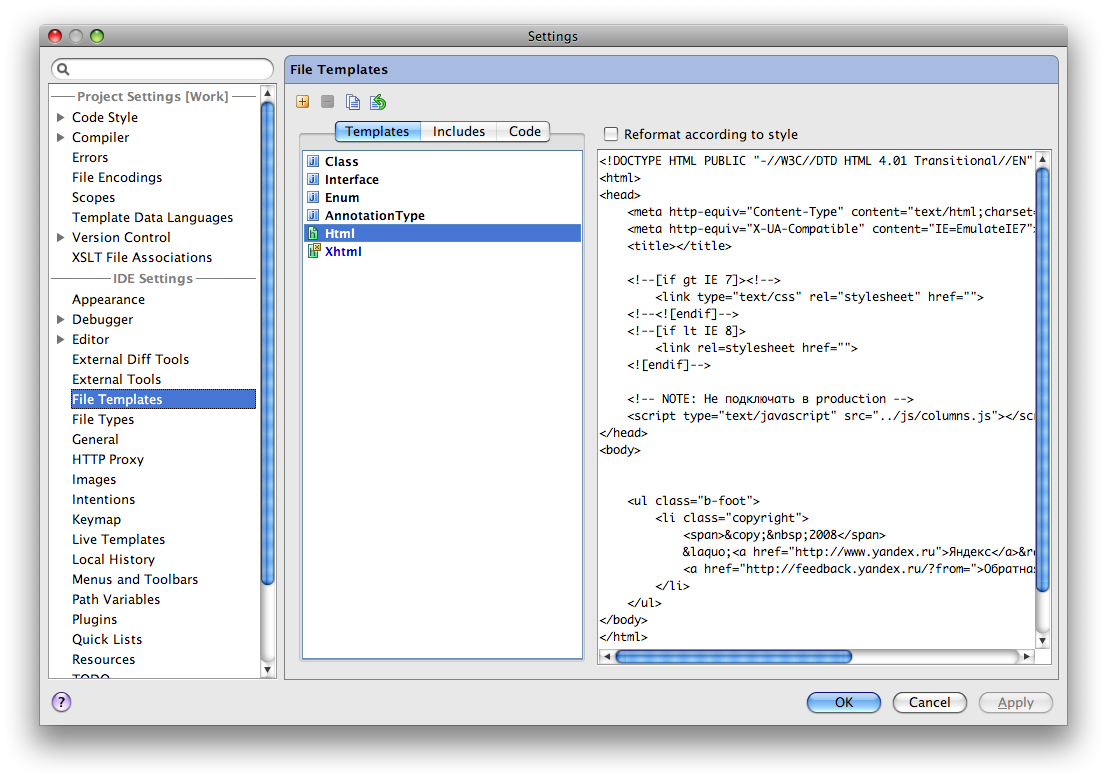 Settings
Project Settings [Work]
Code Style
Compiler
Errors
File Encodings
Scopes
Template Data Languages
Version Control
XSLT File Associations
IDE Settings
Appearance
Debugger
Editor
External Diff Tools
External Tools
File Templates
File Types
General
HTTP Proxy
Images
Intentions
Keymap
Live Templates
Local History
Menus and Toolbars
Path Variables
Plugins
Quick Lists
Resources
TODO
File Templates
Templates Includes Code
Class
Interface
Enum
AnnotationType
Html
Xhtml
Reformat according to style
<!DOCTYPE HTML PUBLIC "-//W3C//DTD HTML 4.01 Transitional//EN"
<html>
<head>
<meta http-equiv="Content-Type" content="text/html;charset=
<meta http-equiv="X-UA-Compatible" content="IE=EmulateIE7">
<title></title>
<!--[if gt IE 7]><!-->
<link type="text/css" rel="stylesheet" href="">
<!--<![endif]-->
<!--[if lt IE 8]>
<link rel=stylesheet href="">
<![endif]-->
<!-- NOTE: Не подключать в production -->
<script type="text/javascript" src="../js/columns.js"></scr
</head>
<body>
<ul class="b-foot">
<li class="copyright">
<span>&copy;&nbsp;2008</span>
&laquo;<a href="http://www.yandex.ru">Яндекс</a>&r
<a href="http://feedback.yandex.ru/?from=">Обратная
</li>
</ul>
</body>
</html>
?
OK Cancel Apply